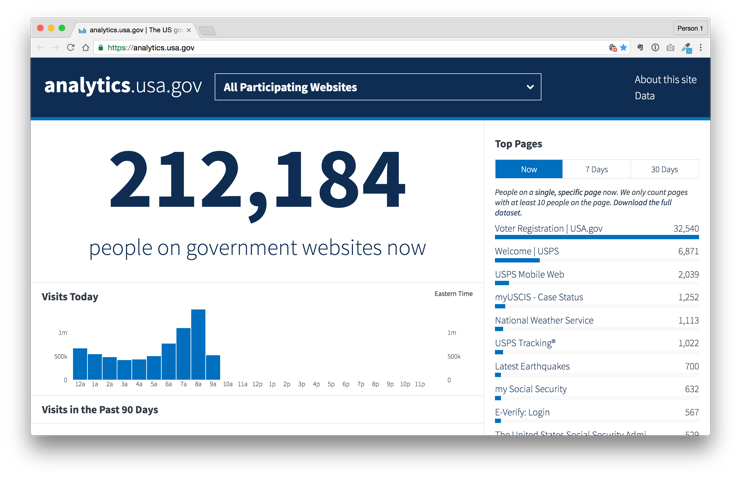 analytics.usa.gov | The US go
Person 1
https://analytics.usa.gov
analytics.usa.gov
All Participating Websites
About this site
Data
212,184
people on government websites now
Visits Today
Eastern Time
1m
500k
0
1m
500k
0
12a 1a 2a 3a 4a 5a 6a 7a 8a 9a 10a 11a 12p 1p 2p 3p 4p 5p 6p 7p 8p 9p 10p 11p
Visits in the Past 90 Days
Top Pages
Now 7 Days 30 Days
People on a single, specific page now. We only count pages
with at least 10 people on the page. Download the full
dataset.
Voter Registration | USA.gov 32,540
Welcome | USPS 6,871
USPS Mobile Web 2,039
myUSCIS - Case Status 1,252
National Weather Service 1,113
USPS Tracking® 1,022
Latest Earthquakes 700
my Social Security 632
E-Verify: Login 567
The United States Social Security Admi 529